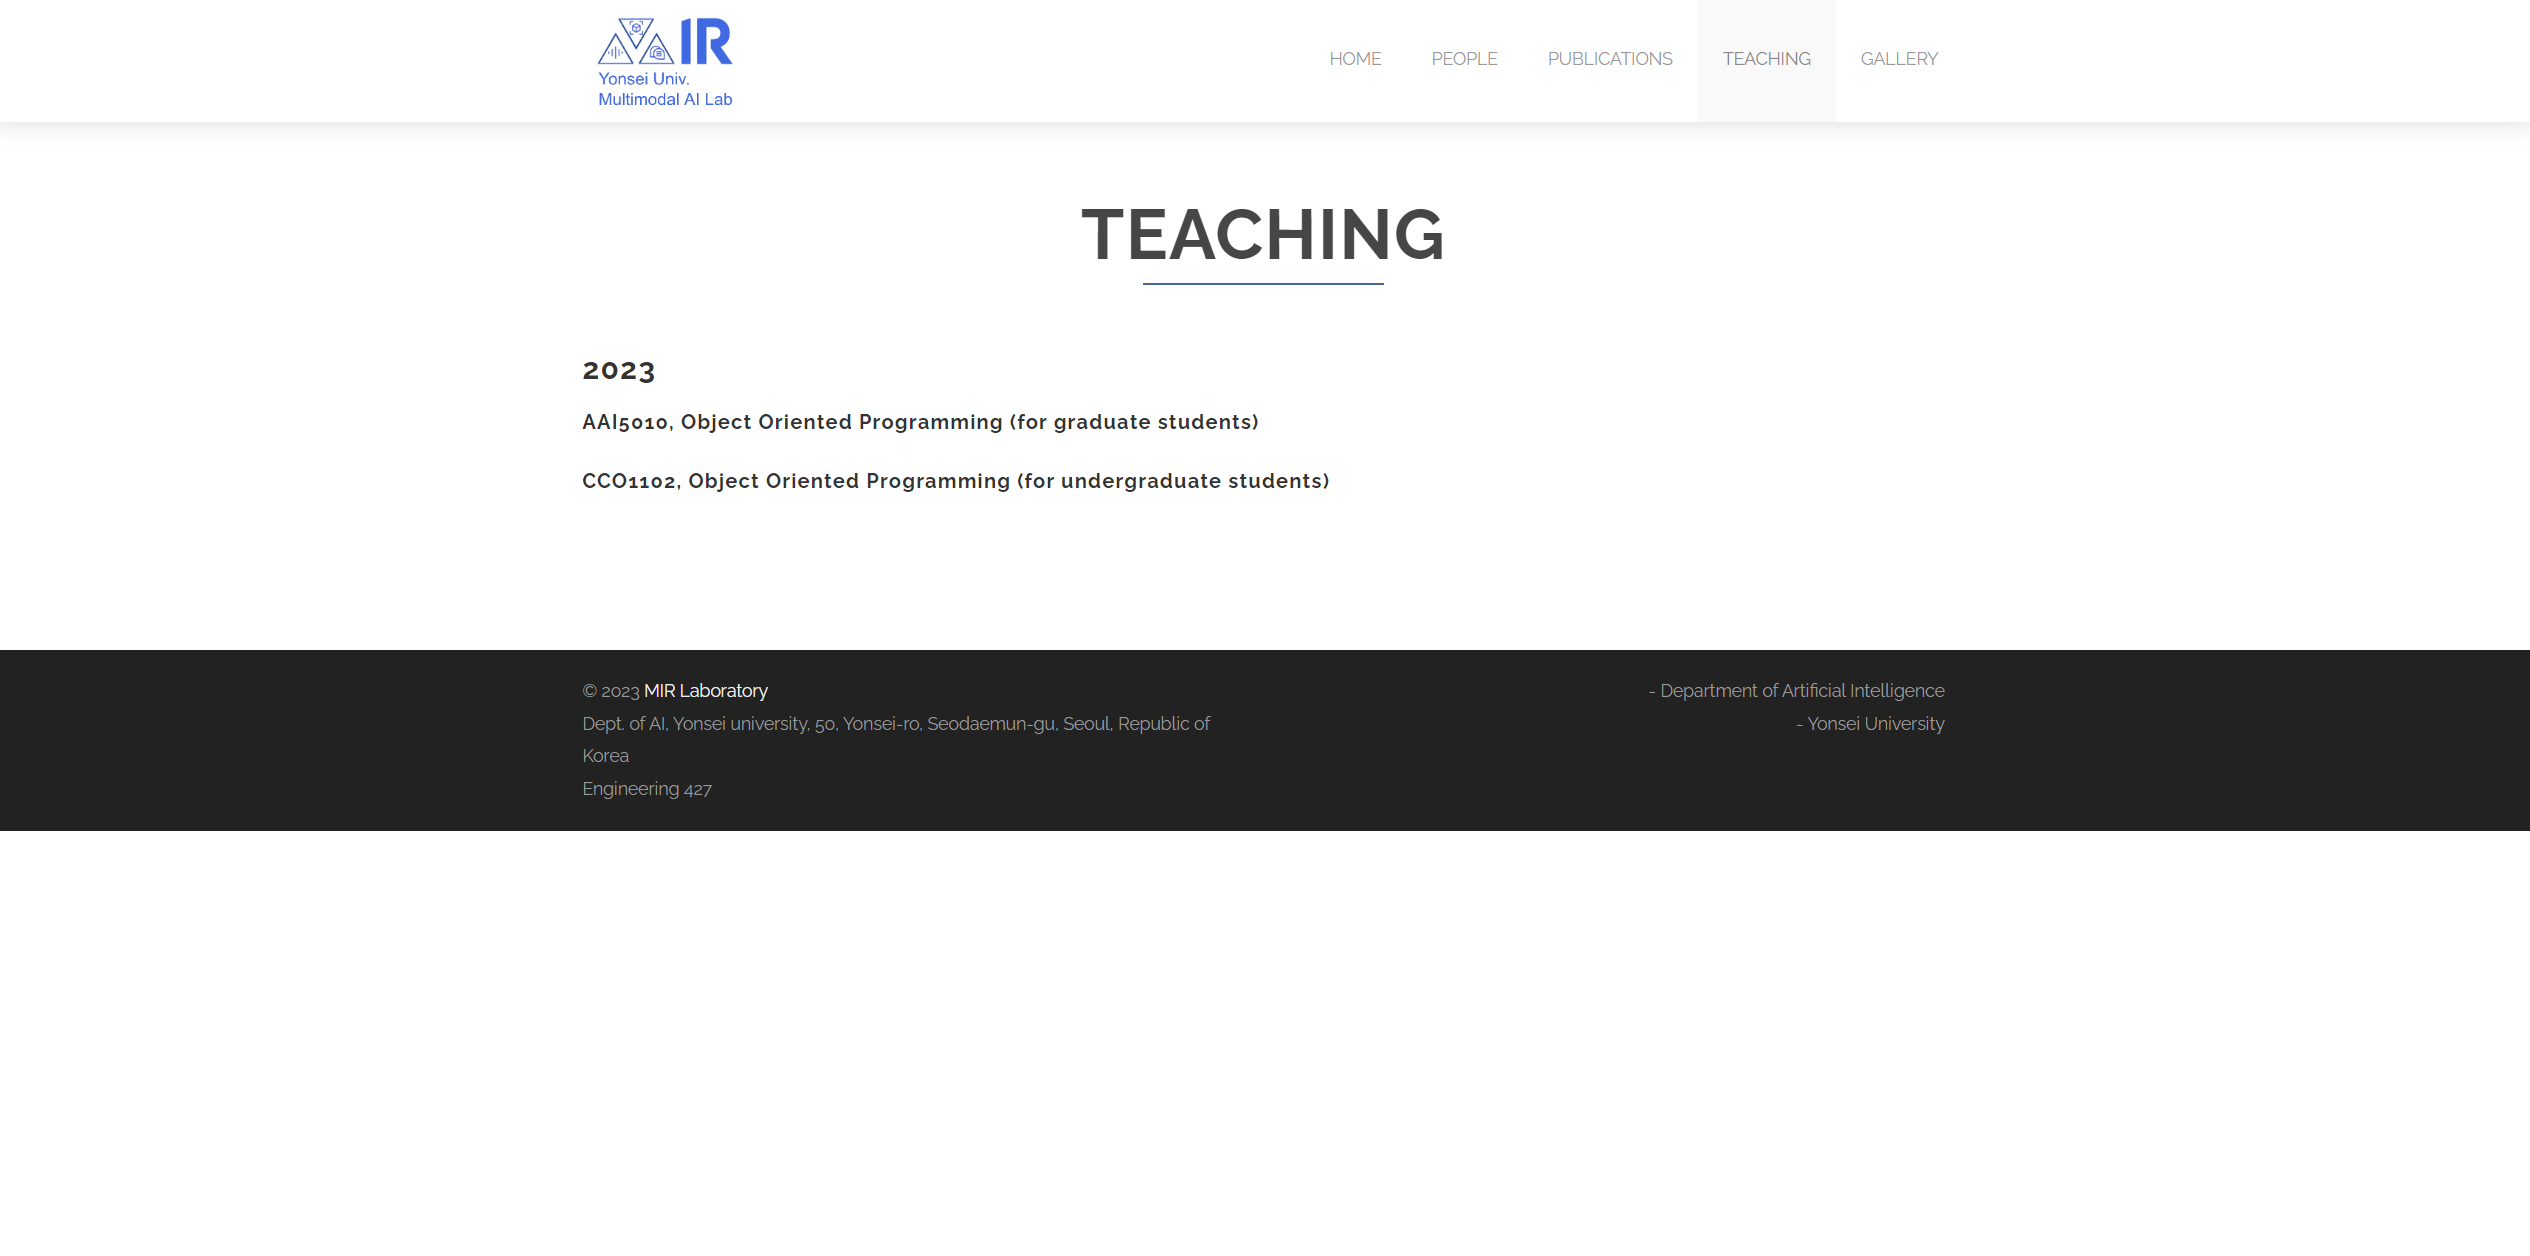 IR
Yonsei Univ.
Multimodal AI Lab
HOME PEOPLE PUBLICATIONS TEACHING GALLERY
TEACHING
2023
AAI5010, Object Oriented Programming (for graduate students)
CCO1102, Object Oriented Programming (for undergraduate students)
© 2023 MIR Laboratory
Dept. of AI, Yonsei university, 50, Yonsei-ro, Seodaemun-gu, Seoul, Republic of
Korea
Engineering 427
- Department of Artificial Intelligence
- Yonsei University